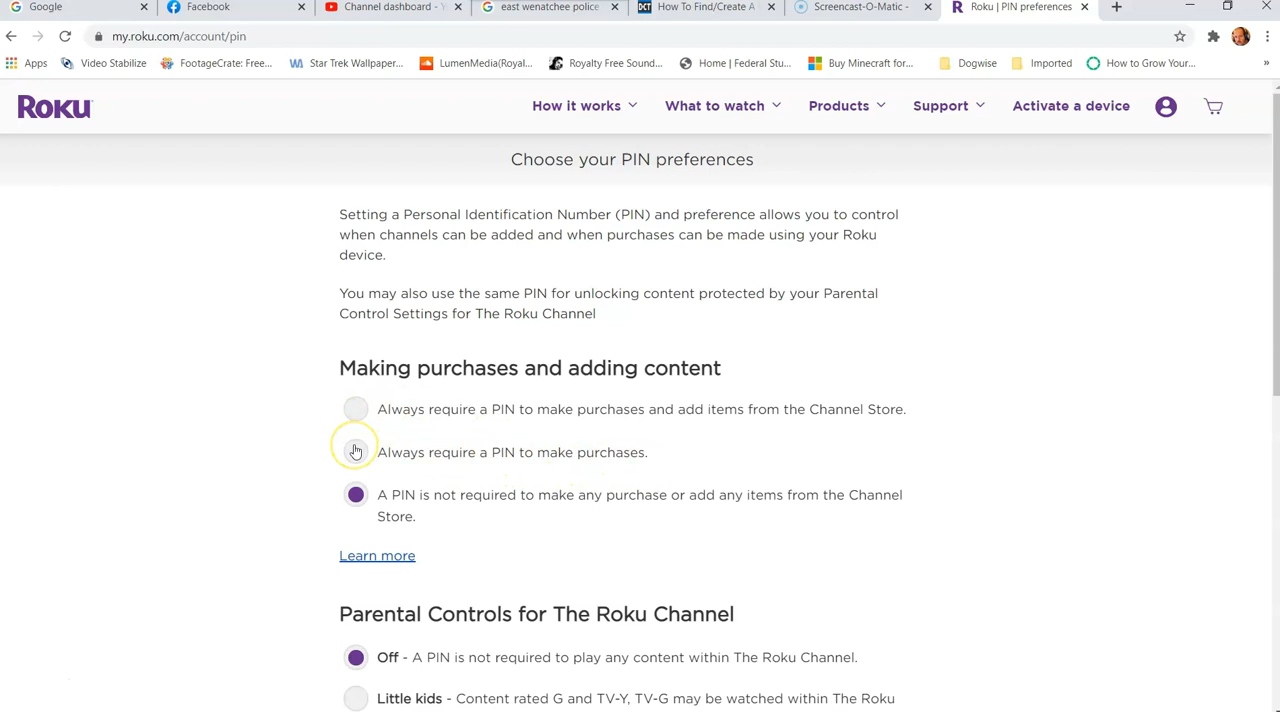 Google
Facebook
Channel dashboard - Y
east wenatchee police
How To Find/Create A
Screencast-O-Matic -
Roku | PIN preferences
my.roku.com/account/pin
Apps
Video Stabilize
FootageCrate: Free...
Star Trek Wallpaper...
LumenMedia(Royal...
Royalty Free Sound...
Home | Federal Stu...
Buy Minecraft for...
Dogwise
Imported
How to Grow Your...
Roku
How it works
What to watch
Products
Support
Activate a device
Choose your PIN preferences
Setting a Personal Identification Number (PIN) and preference allows you to control
when channels can be added and when purchases can be made using your Roku
device.
You may also use the same PIN for unlocking content protected by your Parental
Control Settings for The Roku Channel
Making purchases and adding content
Always require a PIN to make purchases and add items from the Channel Store.
Always require a PIN to make purchases.
A PIN is not required to make any purchase or add any items from the Channel
Store.
Learn more
Parental Controls for The Roku Channel
Off - A PIN is not required to play any content within The Roku Channel.
Little kids - Content rated G and TV-Y, TV-G may be watched within The Roku